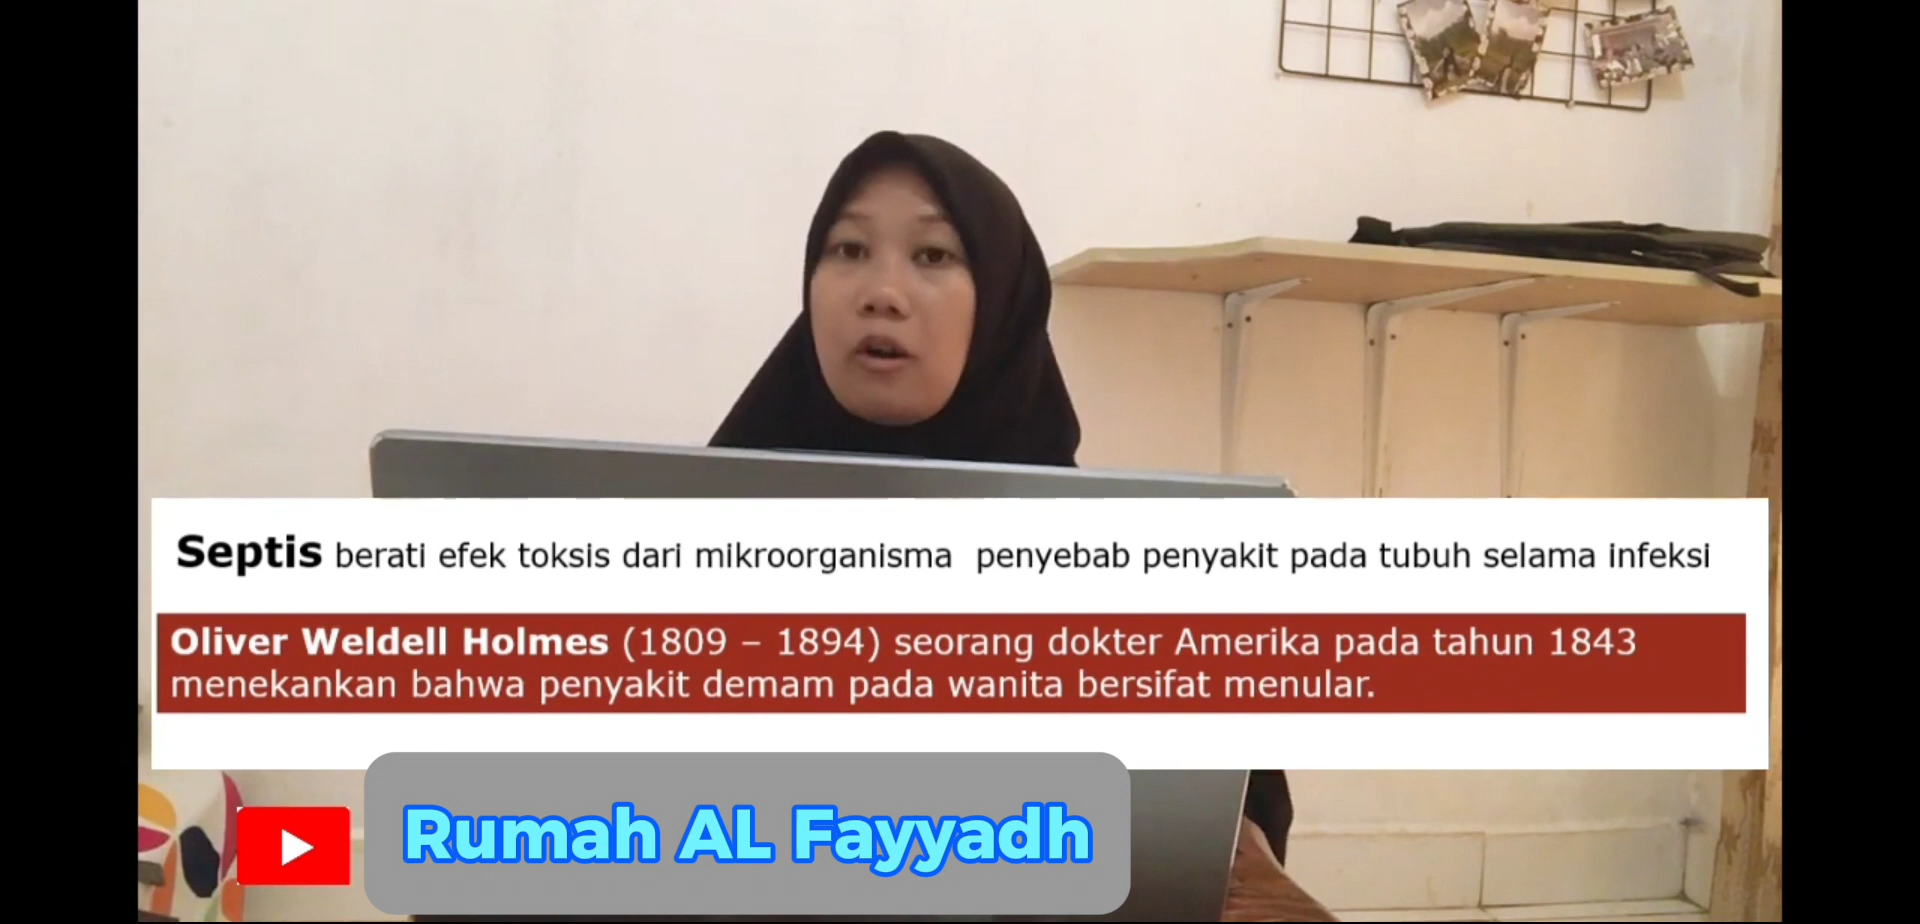 Septis berati efek toksis dari mikroorganisma penyebab penyakit pada tubuh selama infeksi
Oliver Weldell Holmes (1809 – 1894) seorang dokter Amerika pada tahun 1843
menekankan bahwa penyakit demam pada wanita bersifat menular.
Rumah AL Fayyadh